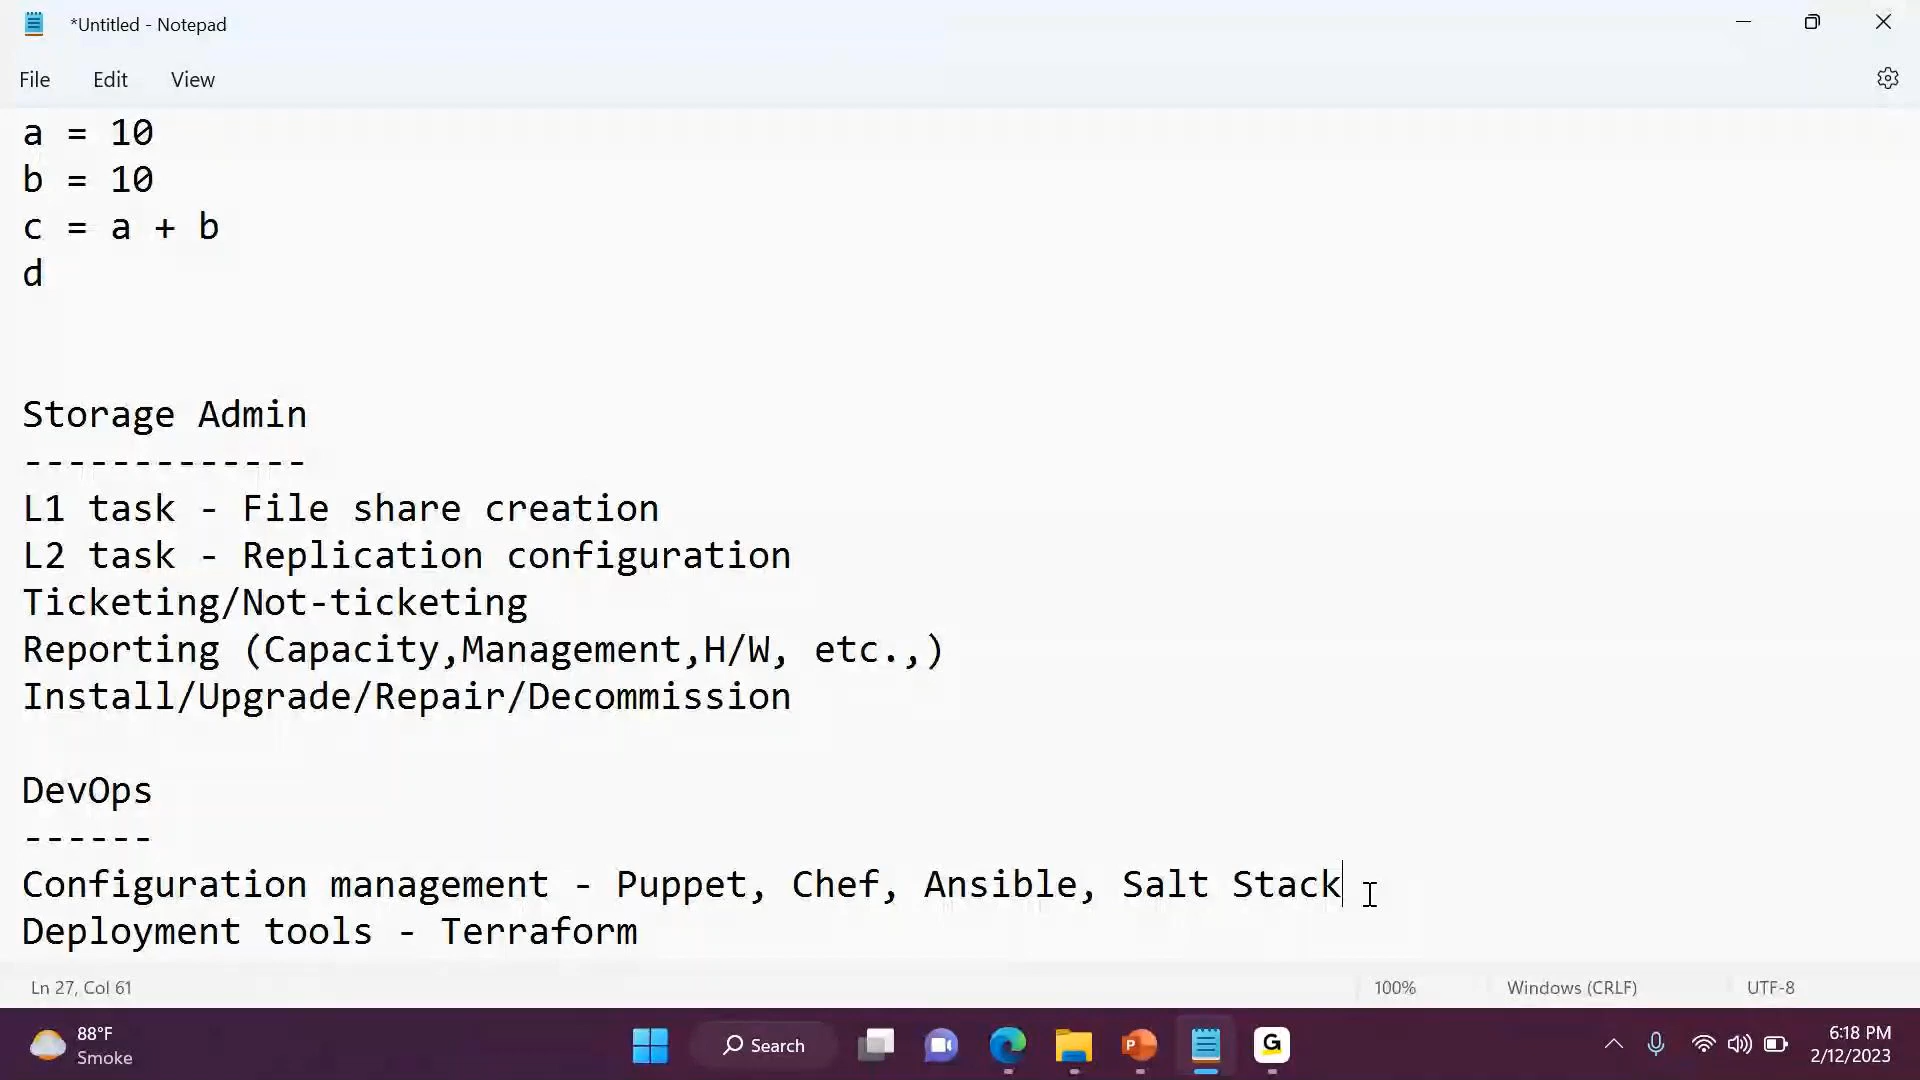 *Untitled - Notepad
File Edit View
a = 10
b = 10
c = a + b
d
Storage Admin
-------------
L1 task - File share creation
L2 task - Replication configuration
Ticketing/Not-ticketing
Reporting (Capacity,Management,H/W, etc.,)
Install/Upgrade/Repair/Decommission
DevOps
------
Configuration management - Puppet, Chef, Ansible, Salt Stack
Deployment tools - Terraform
Ln 27, Col 61 100% Windows (CRLF) UTF-8
88°F
Smoke
Search
P
G
6:18 PM
2/12/2023